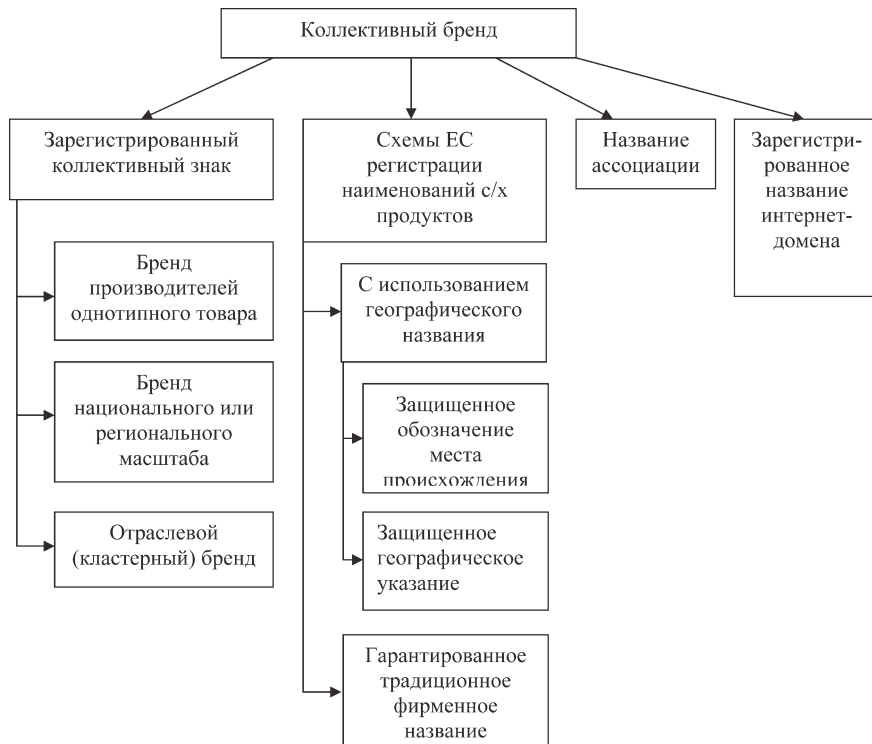 Коллективный бренд
Зарегистрированный
коллективный знак
Схемы ЕС
регистрации
наименований с/х
продуктов
Название
ассоциации
Зарегистри-
рованное
название
интернет-
домена
Бренд
производителей
однотипного товара
Бренд
национального или
регионального
масштаба
Отраслевой
(кластерный) бренд
С использованием
географического
названия
Защищенное
обозначение
места
происхождения
Защищенное
географическое
указание
Гарантированное
традиционное
фирменное
название